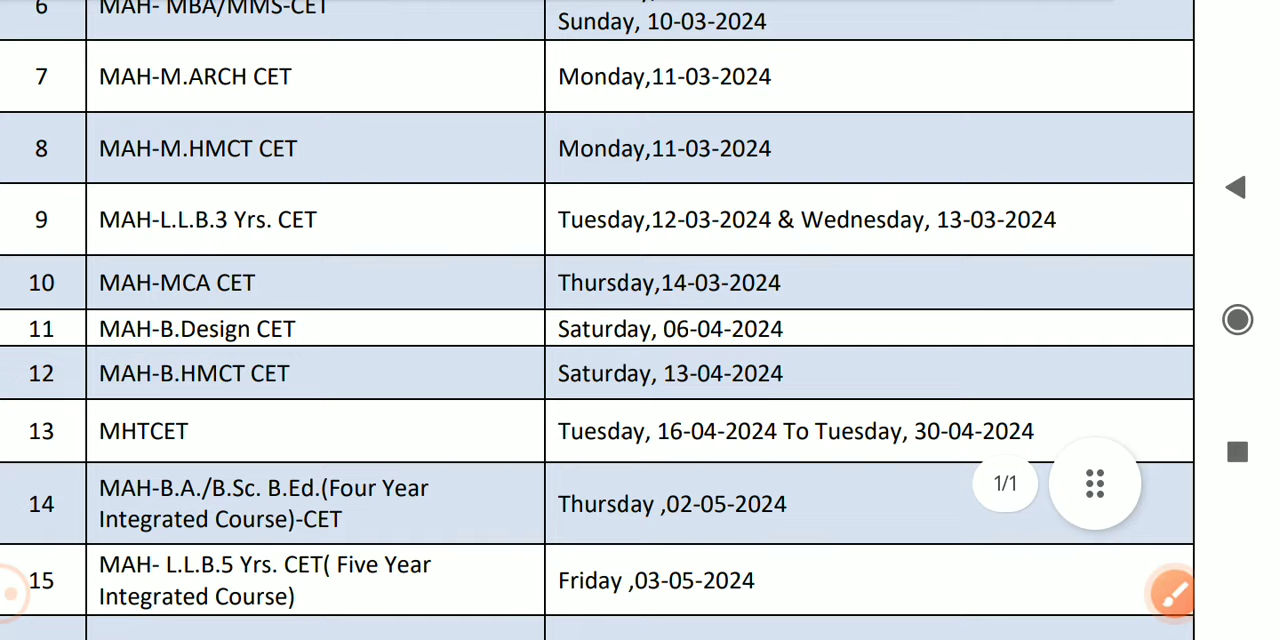 6 MAH- MBA/MMS-CET
Sunday, 10-03-2024
7 MAH-M.ARCH CET Monday,11-03-2024
8 MAH-M.HMCT CET Monday,11-03-2024
9 MAH-L.L.B.3 Yrs. CET Tuesday,12-03-2024 & Wednesday, 13-03-2024
10 MAH-MCA CET Thursday,14-03-2024
11 MAH-B.Design CET Saturday, 06-04-2024
12 MAH-B.HMCT CET Saturday, 13-04-2024
13 MHTCET Tuesday, 16-04-2024 To Tuesday, 30-04-2024
1/1
14 MAH-B.A./B.Sc. B.Ed.(Four Year
Integrated Course)-CET Thursday ,02-05-2024
15 MAH- L.L.B.5 Yrs. CET( Five Year
Integrated Course) Friday ,03-05-2024